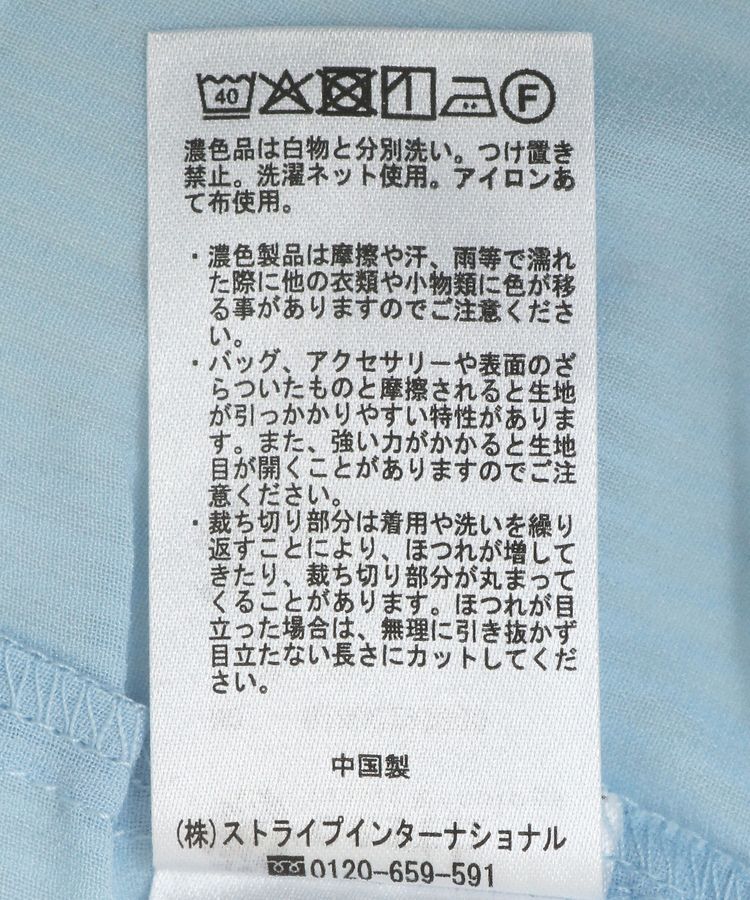 40 F
濃色品は白物と分別洗い。つけ置き
禁止。洗濯ネット使用。アイロンあ
て布使用。
・濃色製品は摩擦や汗、雨等で濡れ
た際に他の衣類や小物類に色が移
る事がありますのでご注意くださ
い。
・バッグ、アクセサリーや表面のざ
らついたものと摩擦されると生地
が引っかかりやすい特性がありま
す。また、強い力がかかると生地
目が開くことがありますのでご注
意ください。
・裁ち切り部分は着用や洗いを繰り
返すことにより、ほつれが増して
きたり、裁ち切り部分が丸まって
くることがあります。ほつれが目
立った場合は、無理に引き抜かず
目立たない長さにカットしてくだ
さい。
中国製
(株)ストライプインターナショナル
0120-659-591